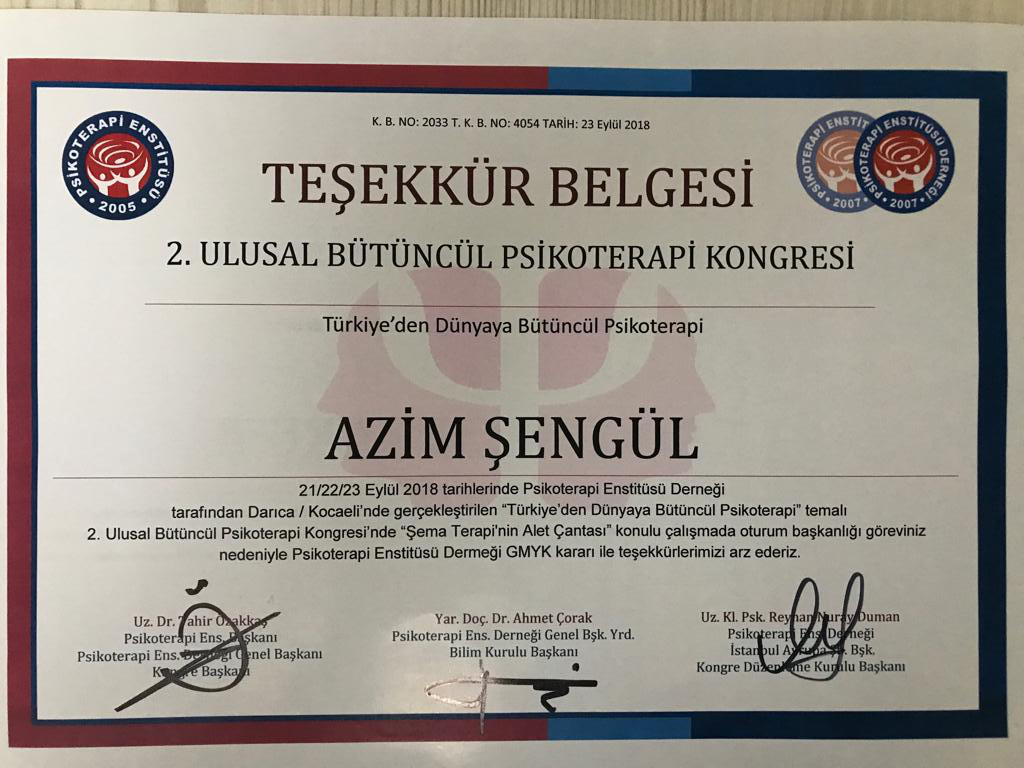 K. B. NO: 2033 T. K. B. NO: 4054 TARİH: 23 Eylül 2018
PSİKOTERAPİ ENSTİTÜSÜ
• 2005 •
PSİKOTERAPİ ENSTİT
• 2007
PSİKOTERAPİ ENSTİTÜSÜ DERNEĞİ
• 2007 •
TEŞEKKÜR BELGESİ
2. ULUSAL BÜTÜNCÜL PSİKOTERAPİ KONGRESİ
Türkiye'den Dünyaya Bütüncül Psikoterapi
AZİM ŞENGÜL
21/22/23 Eylül 2018 tarihlerinde Psikoterapi Enstitüsü Derneği
tarafından Darıca / Kocaeli'nde gerçekleştirilen “Türkiye'den Dünyaya Bütüncül Psikoterapi” temalı
2. Ulusal Bütüncül Psikoterapi Kongresi'nde “Şema Terapi'nin Alet Çantası” konulu çalışmada oturum başkanlığı göreviniz
nedeniyle Psikoterapi Enstitüsü Dermeği GMYK kararı ile teşekkürlerimizi arz ederiz.
Uz. Dr. Tahir Özakkaş
Psikoterapi Ens. Başkanı
Psikoterapi Ens. Derneği Genel Başkanı
Kongre Başkanı
Yar. Doç. Dr. Ahmet Çorak
Psikoterapi Ens. Derneği Genel Bşk. Yrd.
Bilim Kurulu Başkanı
Uz. Kl. Psk. Reyhan Nuray Duman
Psikoterapi Ens. Derneği
İstanbul Avrupa Şb. Bşk.
Kongre Düzenleme Kurulu Başkanı